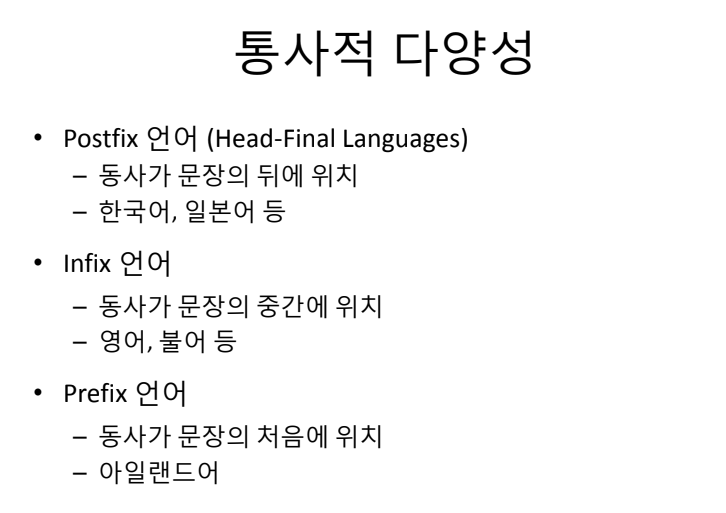 통사적 다양성
• Postfix 언어 (Head-Final Languages)
– 동사가 문장의 뒤에 위치
– 한국어, 일본어 등
• Infix 언어
– 동사가 문장의 중간에 위치
– 영어, 불어 등
• Prefix 언어
– 동사가 문장의 처음에 위치
– 아일랜드어